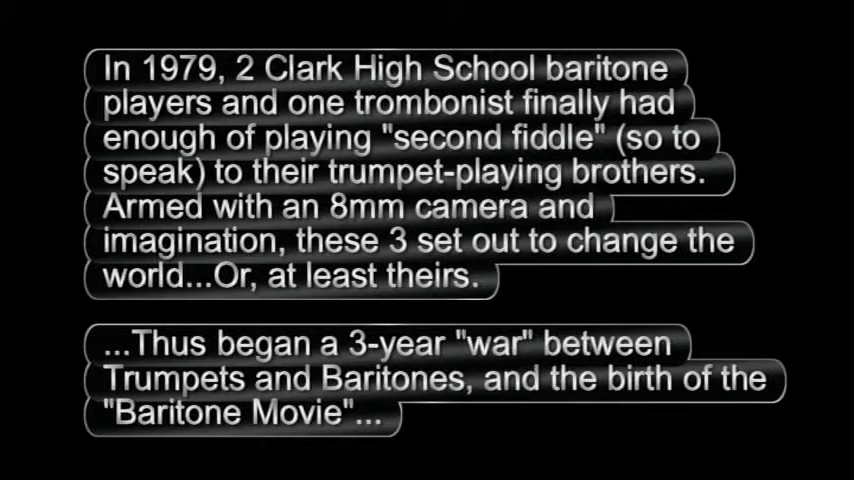 In 1979, 2 Clark High School baritone
players and one trombonist finally had
enough of playing "second fiddle" (so to
speak) to their trumpet-playing brothers.
Armed with an 8mm camera and
imagination, these 3 set out to change the
world...Or, at least theirs.
...Thus began a 3-year "war" between
Trumpets and Baritones, and the birth of the
"Baritone Movie"...